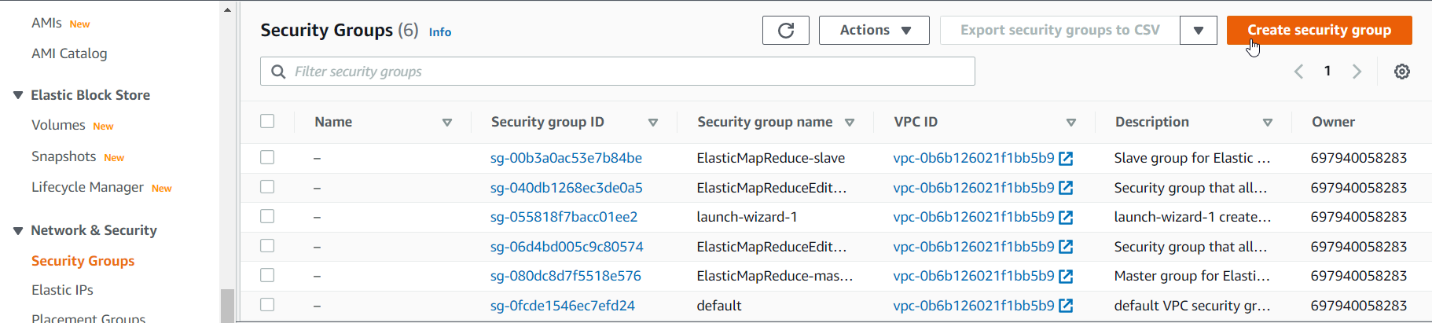 AMIs New
AMI Catalog
Elastic Block Store
Volumes New
Snapshots New
Lifecycle Manager New
Network & Security
Security Groups
Elastic IPs
Placement Groups
Security Groups (6) Info
Actions
Export security groups to CSV
Create security group
Filter security groups
1
Name Security group ID Security group name VPC ID Description Owner
– sg-00b3a0ac53e7b84be ElasticMapReduce-slave vpc-0b6b126021f1bb5b9 Slave group for Elastic ... 697940058283
– sg-040db1268ec3de0a5 ElasticMapReduceEdit... vpc-0b6b126021f1bb5b9 Security group that all... 697940058283
– sg-055818f7bacc01ee2 launch-wizard-1 vpc-0b6b126021f1bb5b9 launch-wizard-1 create... 697940058283
– sg-06d4bd005c9c80574 ElasticMapReduceEdit... vpc-0b6b126021f1bb5b9 Security group that all... 697940058283
– sg-080dc8d7f5518e576 ElasticMapReduce-mas... vpc-0b6b126021f1bb5b9 Master group for Elasti... 697940058283
– sg-0fcde1546ec7efd24 default vpc-0b6b126021f1bb5b9 default VPC security gr... 697940058283